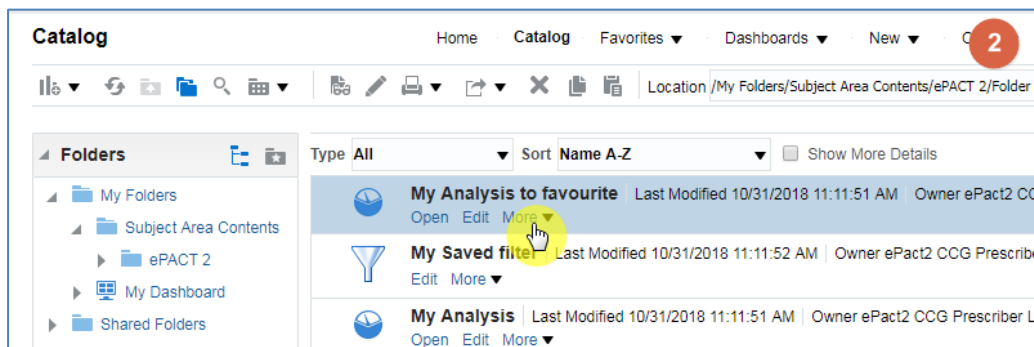 Catalog
Home Catalog Favorites Dashboards New
2
Location /My Folders/Subject Area Contents/ePACT 2/Folder
Folders
My Folders
Subject Area Contents
ePACT 2
My Dashboard
Shared Folders
Type All Sort Name A-Z Show More Details
My Analysis to favourite Last Modified 10/31/2018 11:11:51 AM Owner ePact2 CC
Open Edit More
My Saved filter Last Modified 10/31/2018 11:11:52 AM Owner ePact2 CCG Prescribe
Edit More
My Analysis Last Modified 10/31/2018 11:11:51 AM Owner ePact2 CCG Prescriber L
Open Edit More